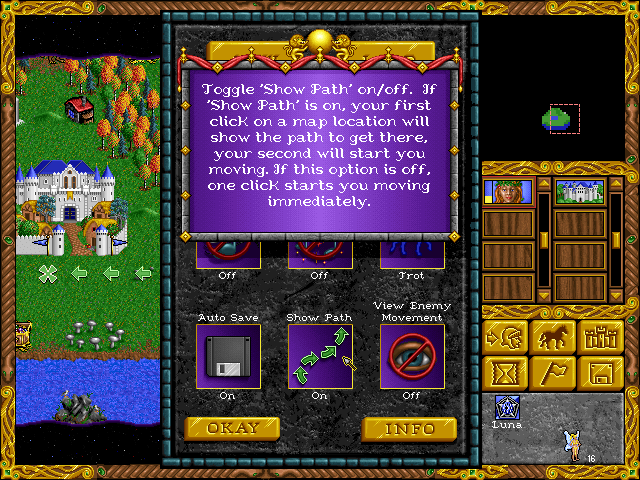 Toggle 'Show Path' on/off. If
'Show Path' is on, your first
click on a map location will
show the path to get there,
your second will start you
moving. If this option is off,
one click starts you moving
immediately.
Off
Off
Trot
Auto Save
Show Path
View Enemy
Movement
On
On
Off
OKAY
INFO
Luna
16